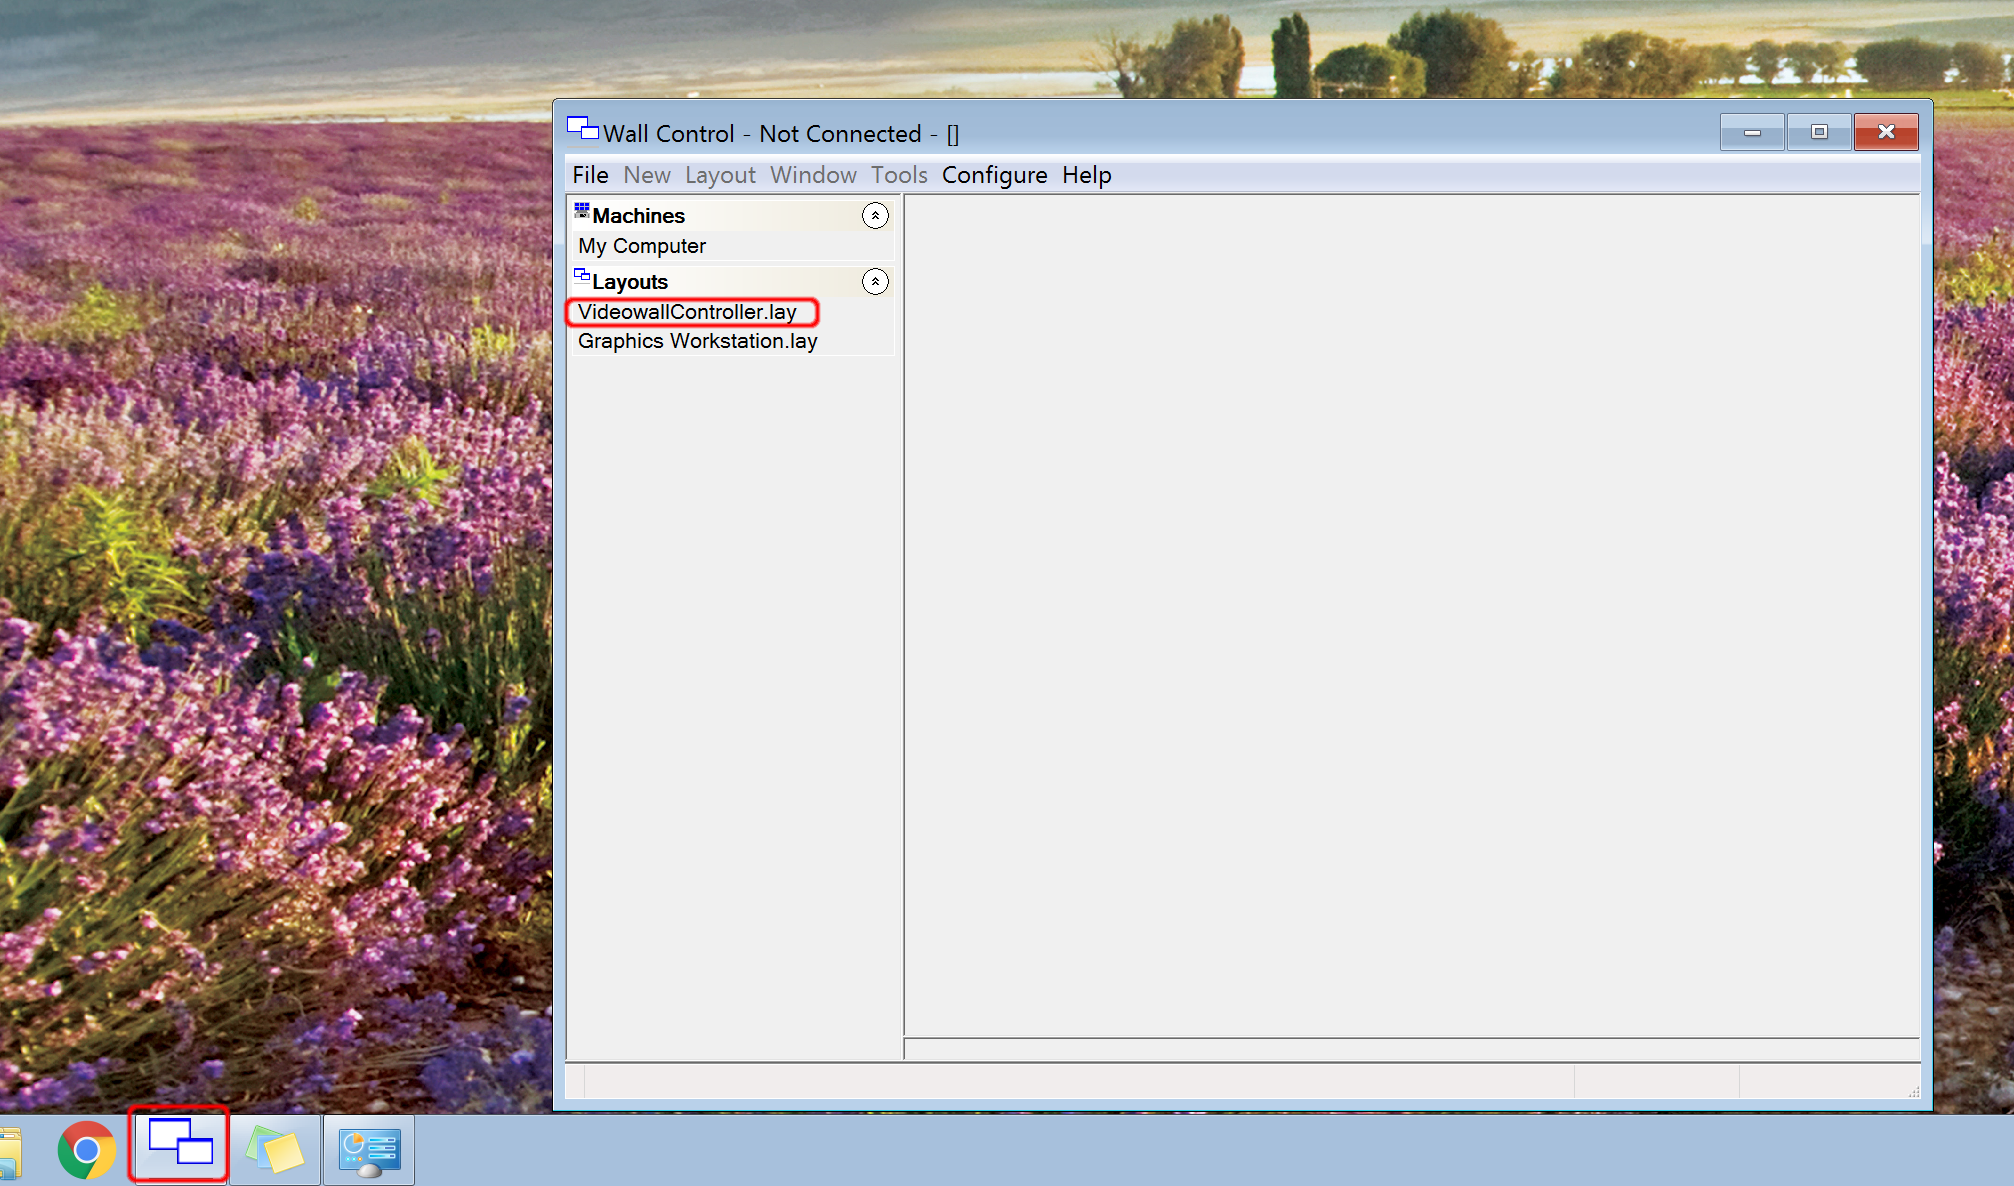 Wall Control - Not Connected - []
File New Layout Window Tools Configure Help
Machines
My Computer
Layouts
VideowallController.lay
Graphics Workstation.lay